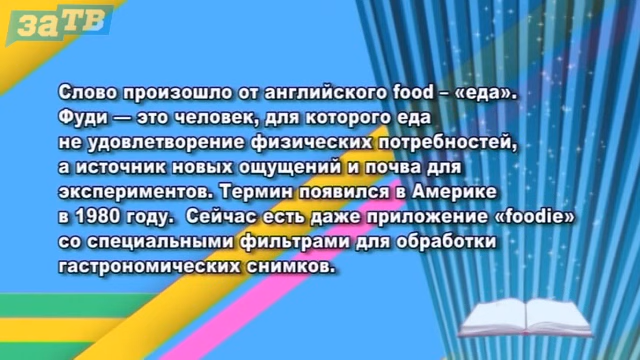 заТВ
Слово произошло от английского food – «еда».
Фуди — это человек, для которого еда
не удовлетворение физических потребностей,
а источник новых ощущений и почва для
экспериментов. Термин появился в Америке
в 1980 году. Сейчас есть даже приложение «foodie»
со специальными фильтрами для обработки
гастрономических снимков.